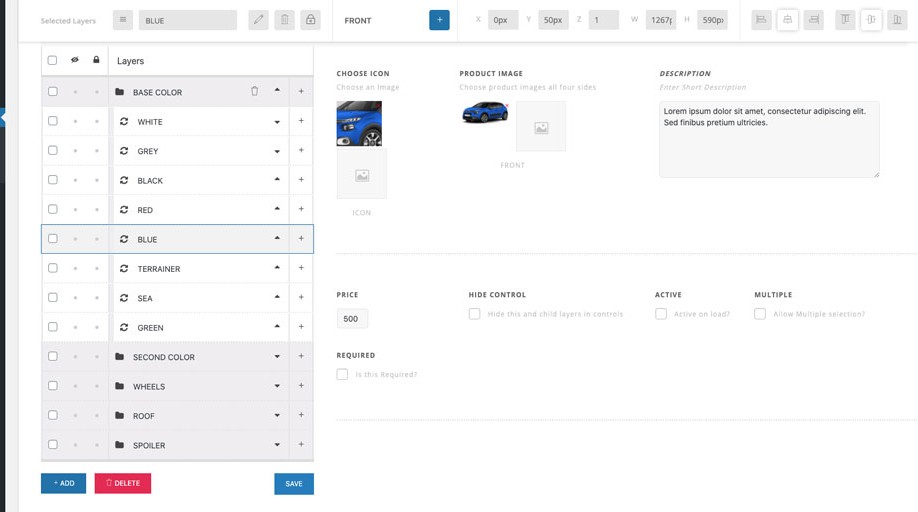 Selected Layers
BLUE
FRONT
+
X 0px Y 50px Z 1 W 1267p H 590px
Layers
BASE COLOR +
WHITE +
GREY +
BLACK +
RED +
BLUE +
TERRAINER +
SEA +
GREEN +
SECOND COLOR +
WHEELS +
ROOF +
SPOILER +
+ ADD
DELETE
SAVE
CHOOSE ICON
Choose an Image
ICON
PRODUCT IMAGE
Choose product images all four sides
FRONT
DESCRIPTION
Enter Short Description
Lorem ipsum dolor sit amet, consectetur adipiscing elit.
Sed finibus pretium ultricies.
PRICE
500
HIDE CONTROL
Hide this and child layers in controls
ACTIVE
Active on load?
MULTIPLE
Allow Multiple selection?
REQUIRED
Is this Required?